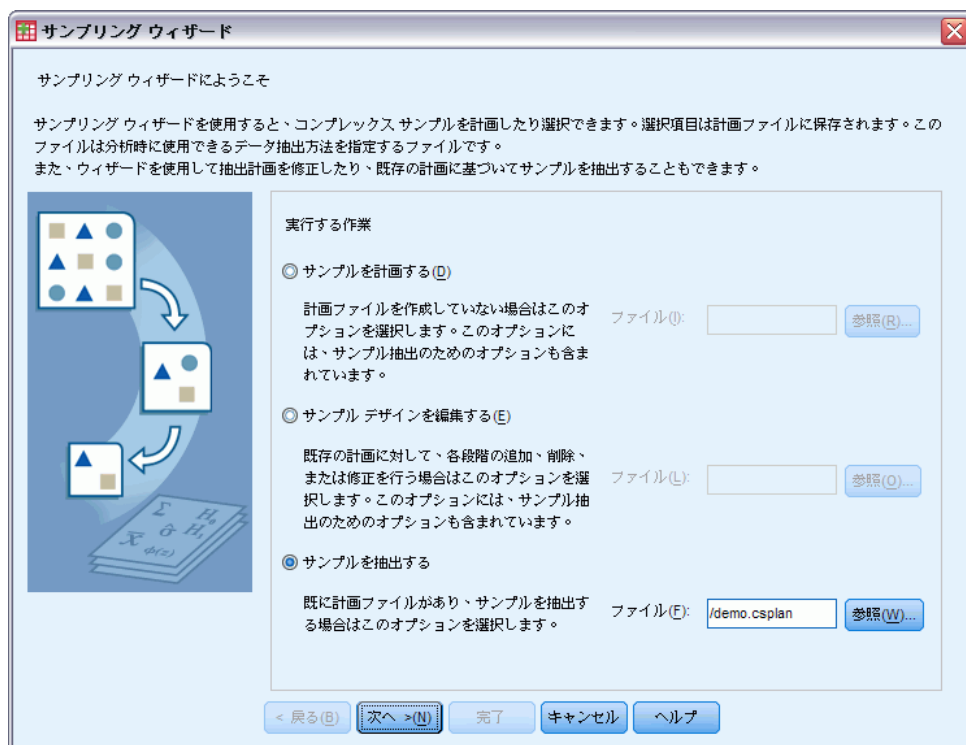 サンプリング ウィザード
サンプリング ウィザードにようこそ
サンプリング ウィザードを使用すると、コンプレックス サンプルを計画したり選択できます。選択項目は計画ファイルに保存されます。この
ファイルは分析時に使用できるデータ抽出方法を指定するファイルです。
また、ウィザードを使用して抽出計画を修正したり、既存の計画に基づいてサンプルを抽出することもできます。
実行する作業
サンプルを計画する(D)
計画ファイルを作成していない場合はこのオ
プションを選択します。このオプションに
は、サンプル抽出のためのオプションも含ま
れています。
ファイル(I):
参照(R)...
サンプル デザインを編集する(E)
既存の計画に対して、各段階の追加、削除、
または修正を行う場合はこのオプションを選
択します。このオプションには、サンプル抽
出のためのオプションも含まれています。
ファイル(L):
参照(O)...
サンプルを抽出する
既に計画ファイルがあり、サンプルを抽出す
る場合はこのオプションを選択します。
ファイル(F):
/demo.csplan
参照(W)...
Σ H₀
σ̂ H₁
X̄ φ(z)
< 戻る(B)
次へ >(N)
完了
キャンセル
ヘルプ